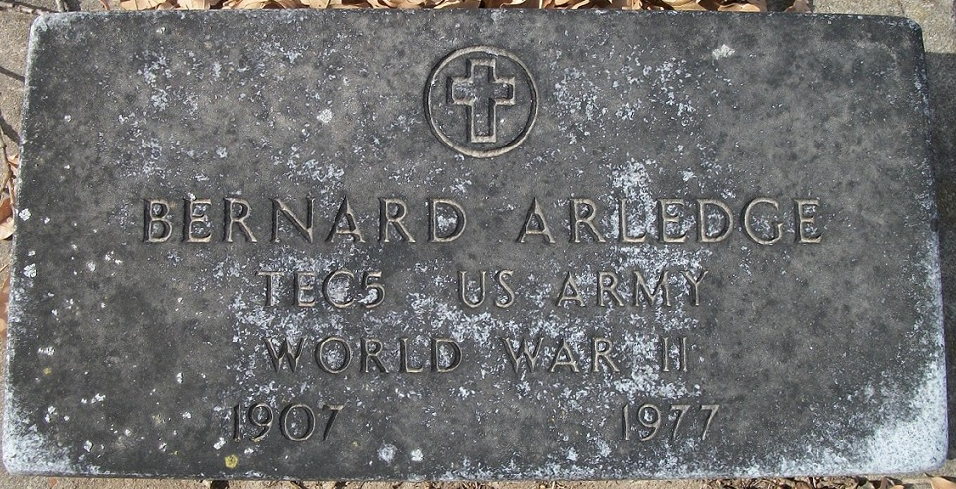 BERNARD ARLEDGE
TEC5 US ARMY
WORLD WAR II
1907 1977